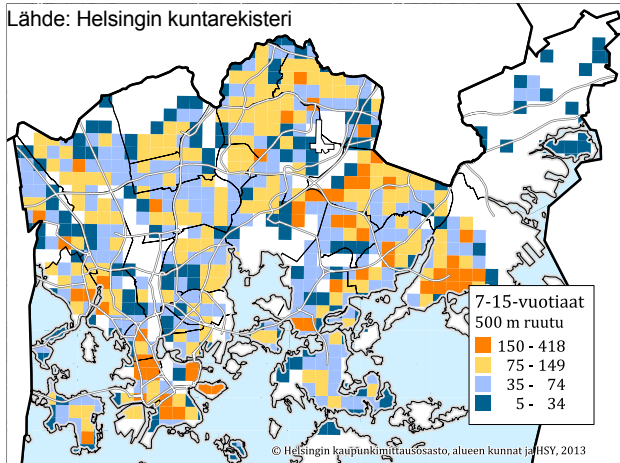 Lähde: Helsingin kuntarekisteri
7-15-vuotiaat
500 m ruutu
150 - 418
75 - 149
35 - 74
5 - 34
© Helsingin kaupunkimittausosasto, alueen kunnat ja HSY, 2013